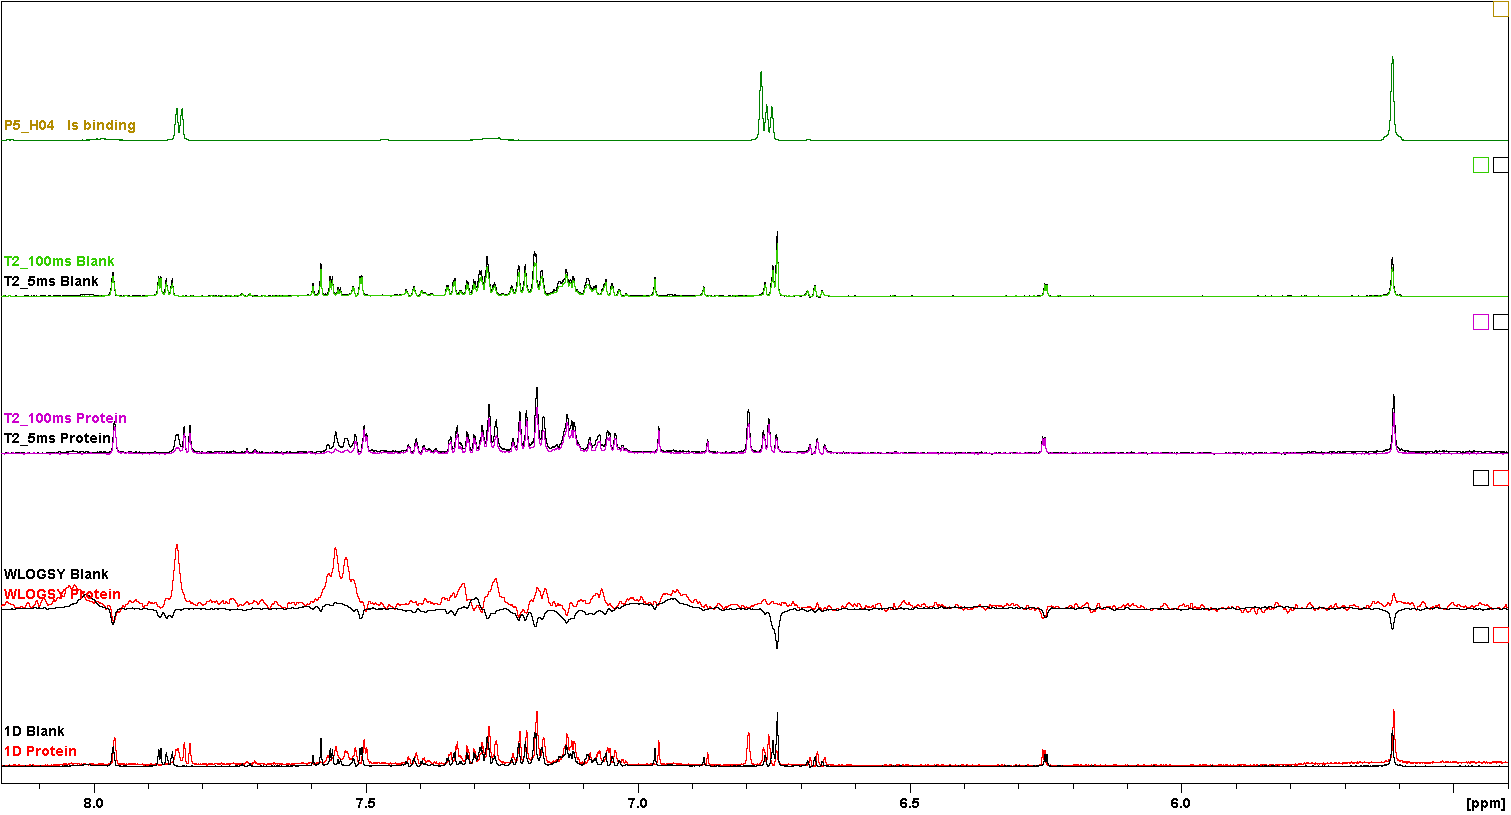 P5_H04 Is binding
T2_100ms Blank
T2_5ms Blank
T2_100ms Protein
T2_5ms Protein
WLOGSY Blank
WLOGSY Protein
1D Blank
1D Protein
8.0 7.5 7.0 6.5 6.0 [ppm]